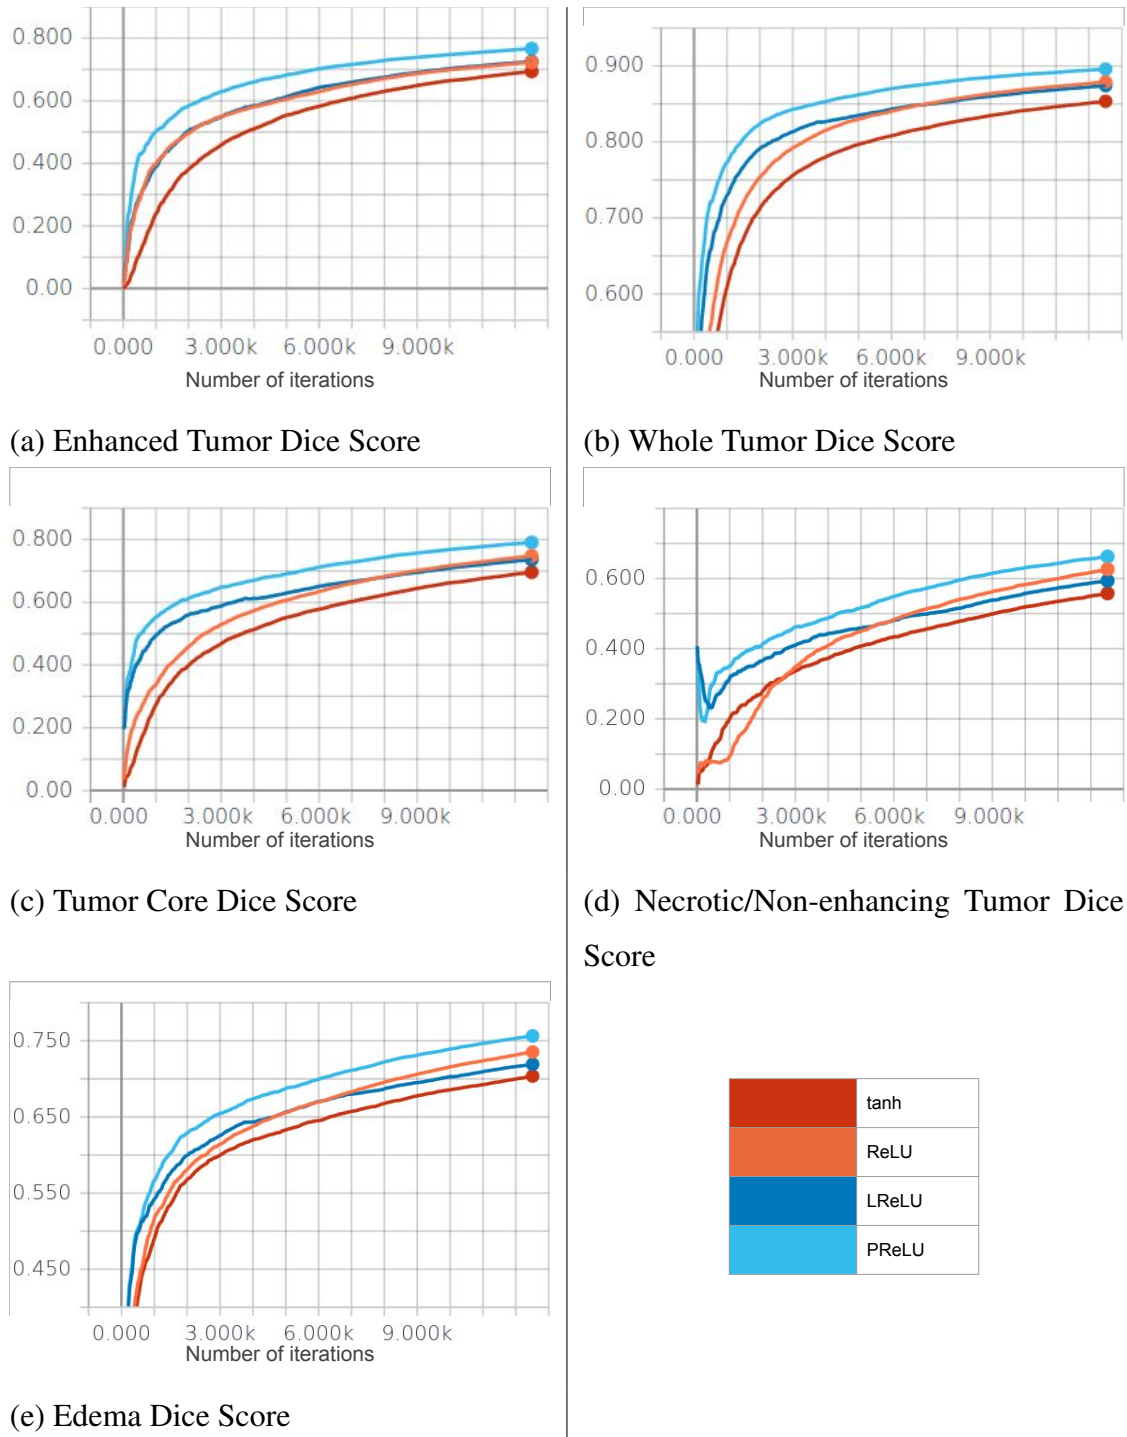 0.800
0.600
0.400
0.200
0.00
0.000 3.000k 6.000k 9.000k
Number of iterations
(a) Enhanced Tumor Dice Score
0.900
0.800
0.700
0.600
0.000 3.000k 6.000k 9.000k
Number of iterations
(b) Whole Tumor Dice Score
0.800
0.600
0.400
0.200
0.00
0.000 3.000k 6.000k 9.000k
Number of iterations
(c) Tumor Core Dice Score
0.600
0.400
0.200
0.00
0.000 3.000k 6.000k 9.000k
Number of iterations
(d) Necrotic/Non-enhancing Tumor Dice
Score
0.750
0.650
0.550
0.450
0.000 3.000k 6.000k 9.000k
Number of iterations
(e) Edema Dice Score
tanh
ReLU
LReLU
PReLU